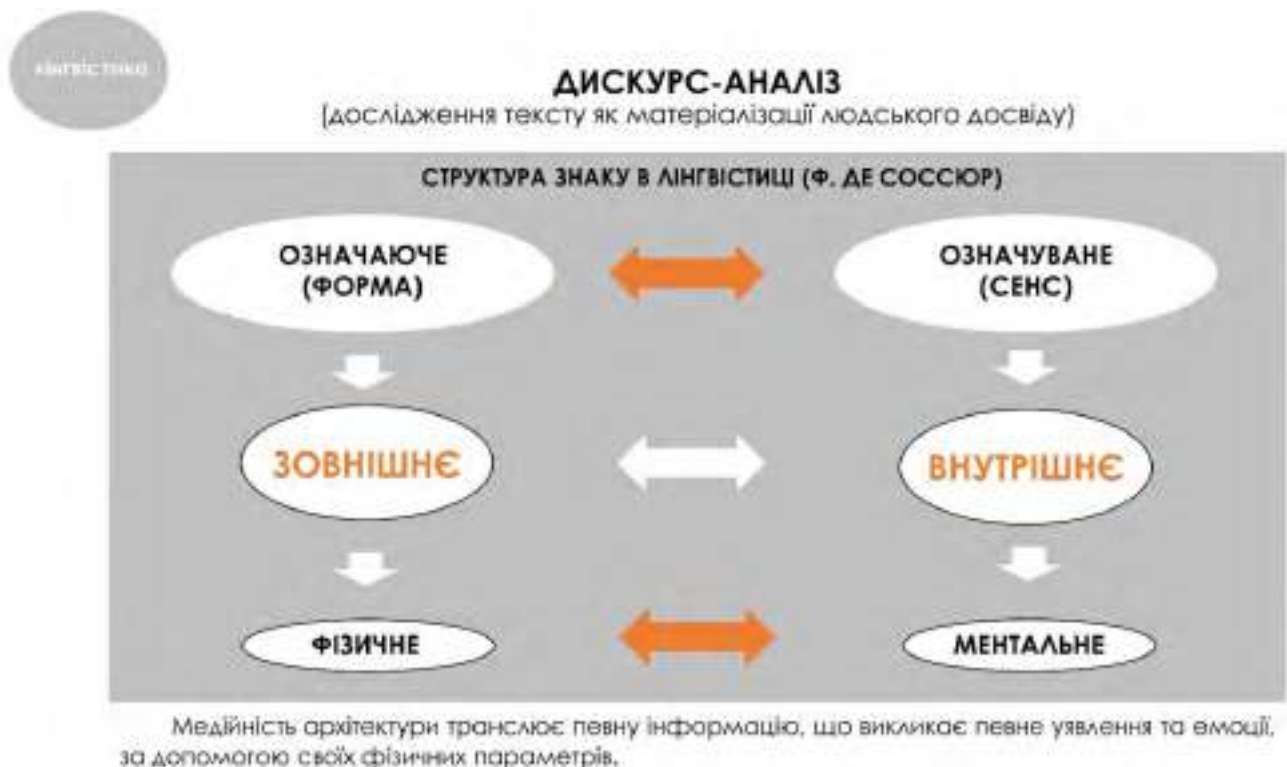 ЛІНГВІСТИКА
ДИСКУРС-АНАЛІЗ
(дослідження тексту як матеріалізації людського досвіду)
СТРУКТУРА ЗНАКУ В ЛІНГВІСТИЦІ (Ф. ДЕ СОССЮР)
ОЗНАЧАЮЧЕ
(ФОРМА)
ОЗНАЧУВАНЕ
(СЕНС)
ЗОВНІШНЄ
ВНУТРІШНЄ
ФІЗИЧНЕ
МЕНТАЛЬНЕ
Медійність архітектури транслює певну інформацію, що викликає певне уявлення та емоції,
за допомогою своїх фізичних параметрів.